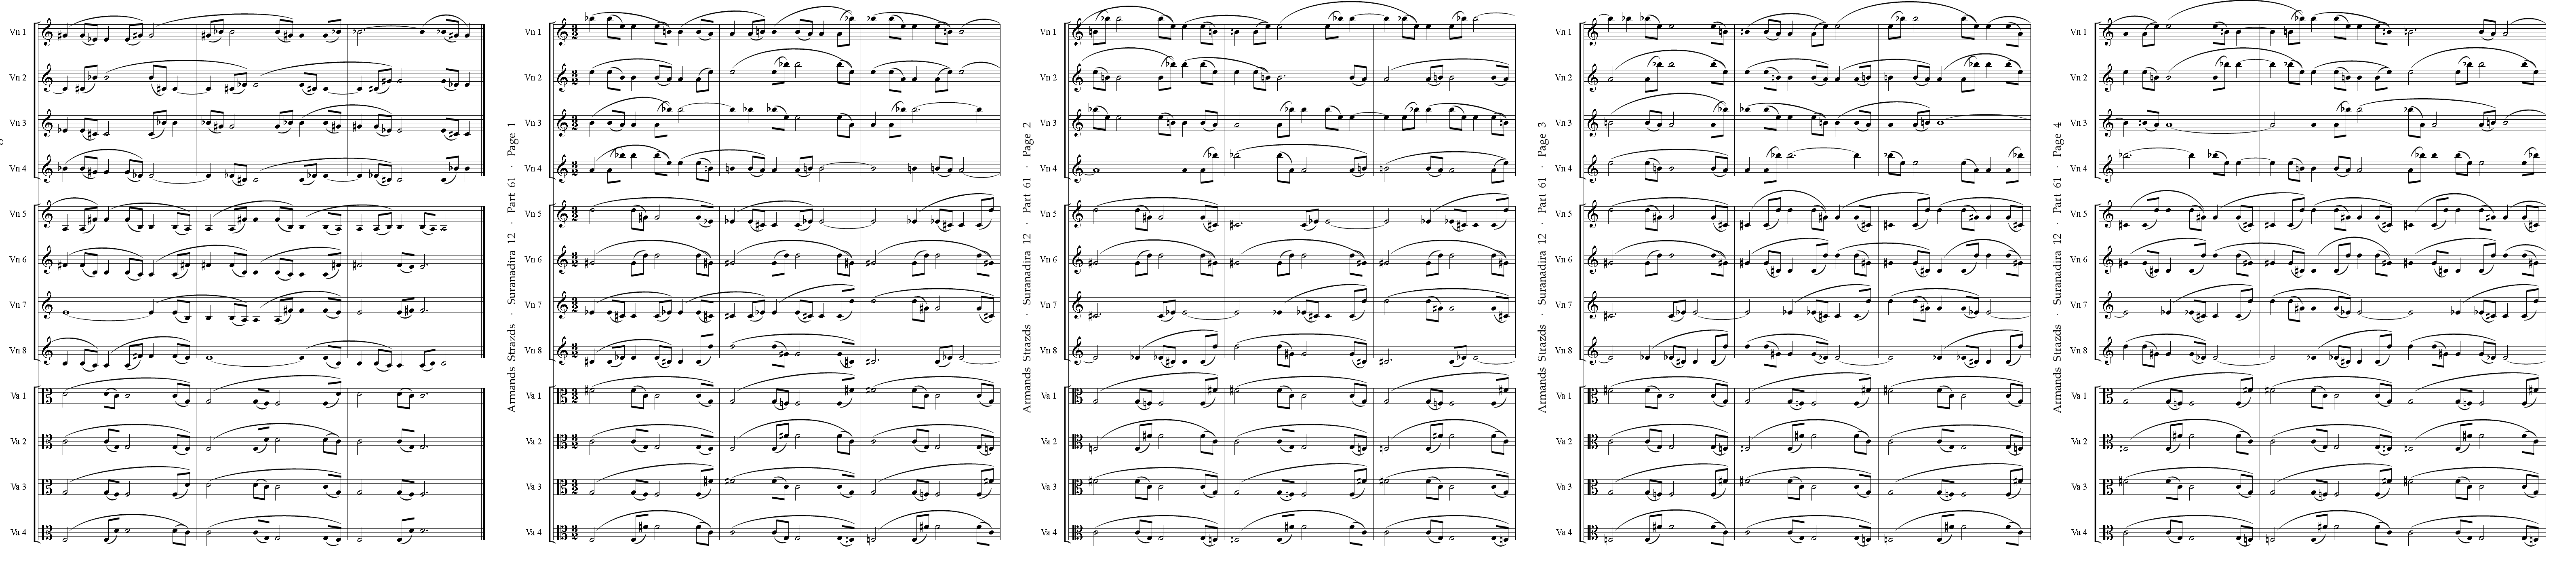 Vn 1
Vn 2
Vn 3
Vn 4
Vn 5
Vn 6
Vn 7
Vn 8
Va 1
Va 2
Va 3
Va 4
Armands Strazds · Suranadira 12 · Part 61 · Page 1
Vn 1
Vn 2
Vn 3
Vn 4
Vn 5
Vn 6
Vn 7
Vn 8
Va 1
Va 2
Va 3
Va 4
Armands Strazds · Suranadira 12 · Part 61 · Page 2
Vn 1
Vn 2
Vn 3
Vn 4
Vn 5
Vn 6
Vn 7
Vn 8
Va 1
Va 2
Va 3
Va 4
Armands Strazds · Suranadira 12 · Part 61 · Page 3
Vn 1
Vn 2
Vn 3
Vn 4
Vn 5
Vn 6
Vn 7
Vn 8
Va 1
Va 2
Va 3
Va 4
Armands Strazds · Suranadira 12 · Part 61 · Page 4
Vn 1
Vn 2
Vn 3
Vn 4
Vn 5
Vn 6
Vn 7
Vn 8
Va 1
Va 2
Va 3
Va 4